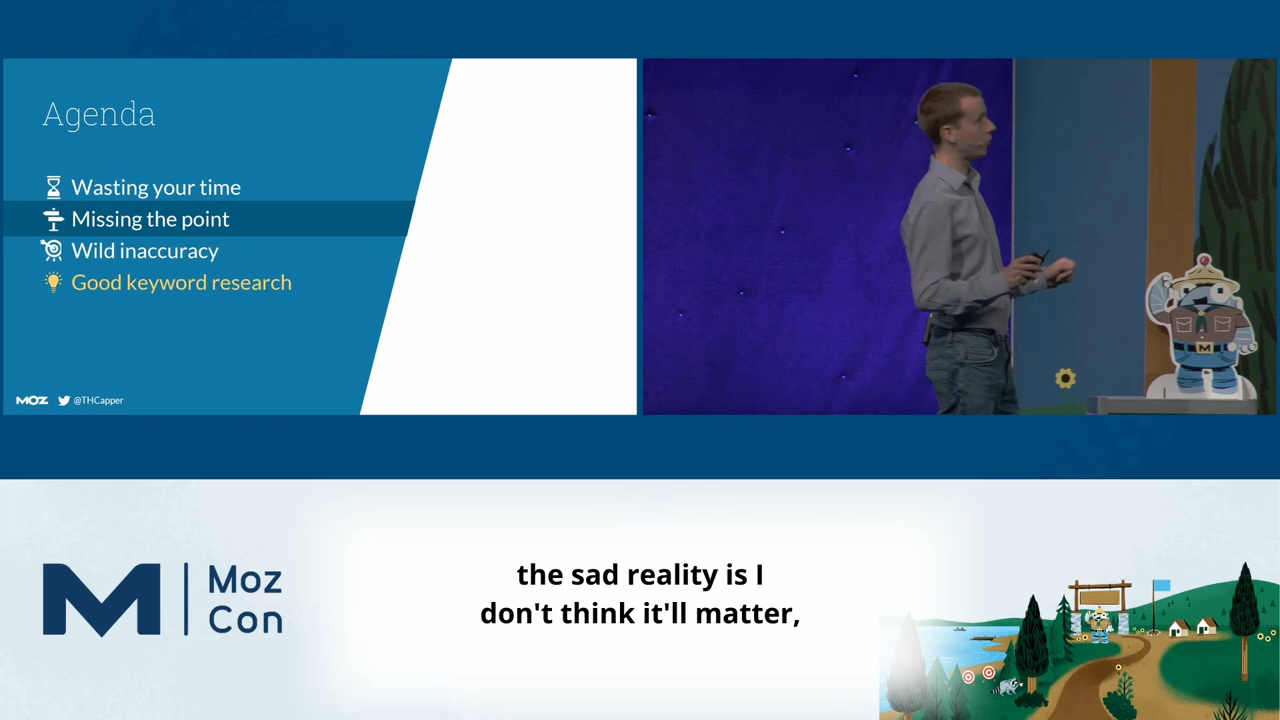 Agenda
Wasting your time
Missing the point
Wild inaccuracy
Good keyword research
MOZ @THCapper
M
M Moz
Con
the sad reality is I
don't think it'll matter,